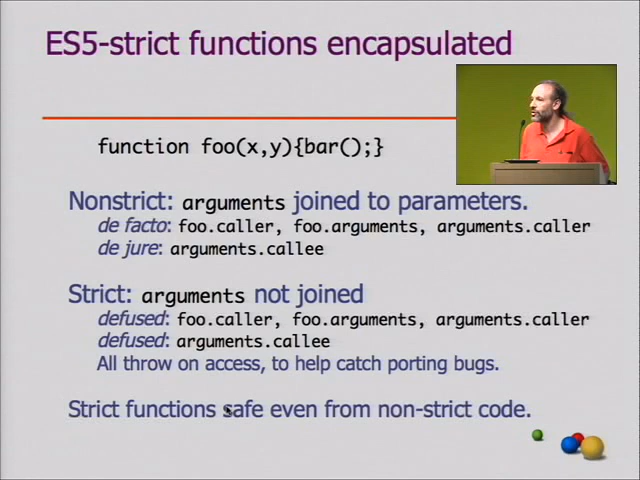 ES5-strict functions encapsulated
function foo(x,y){bar();}
Nonstrict: arguments joined to parameters.
de facto: foo.caller, foo.arguments, arguments.caller
de jure: arguments.callee
Strict: arguments not joined
defused: foo.caller, foo.arguments, arguments.caller
defused: arguments.callee
All throw on access, to help catch porting bugs.
Strict functions safe even from non-strict code.